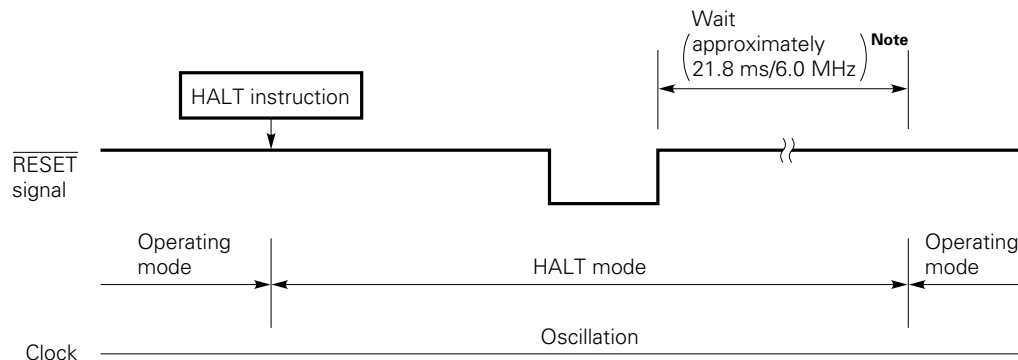 Wait
approximately
21.8 ms/6.0 MHz
Note
HALT instruction
RESET
signal
Operating
mode
HALT mode
Operating
mode
Oscillation
Clock